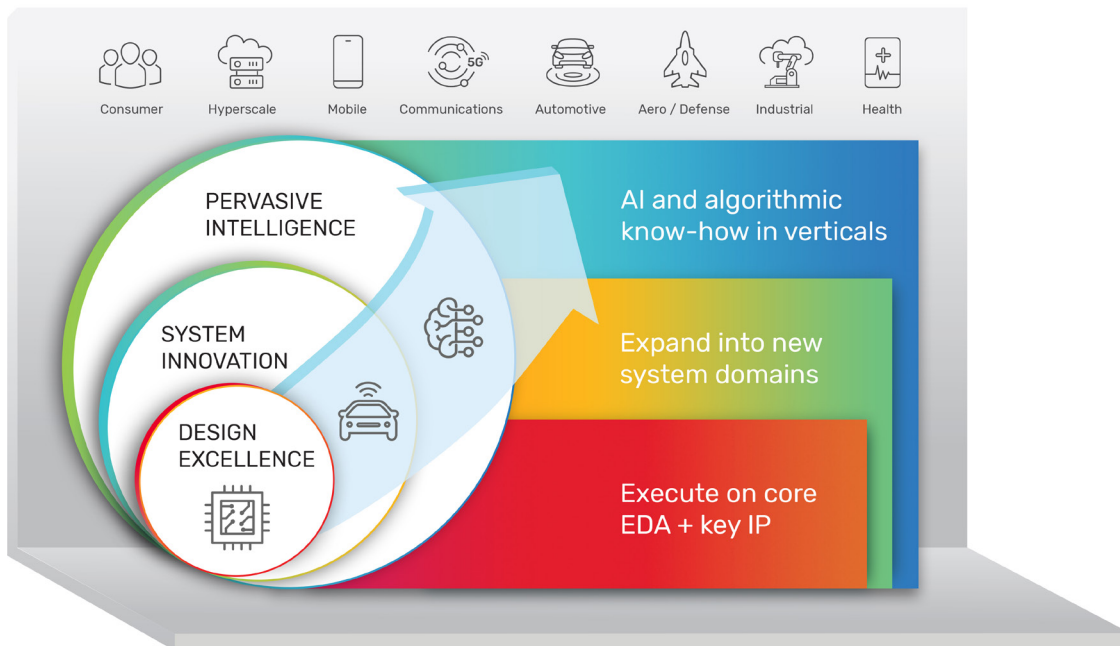 Consumer
Hyperscale
Mobile
Communications
5G
Automotive
Aero / Defense
Industrial
Health
PERVASIVE
INTELLIGENCE
AI and algorithmic
know-how in verticals
SYSTEM
INNOVATION
Expand into new
system domains
DESIGN
EXCELLENCE
Execute on core
EDA + key IP